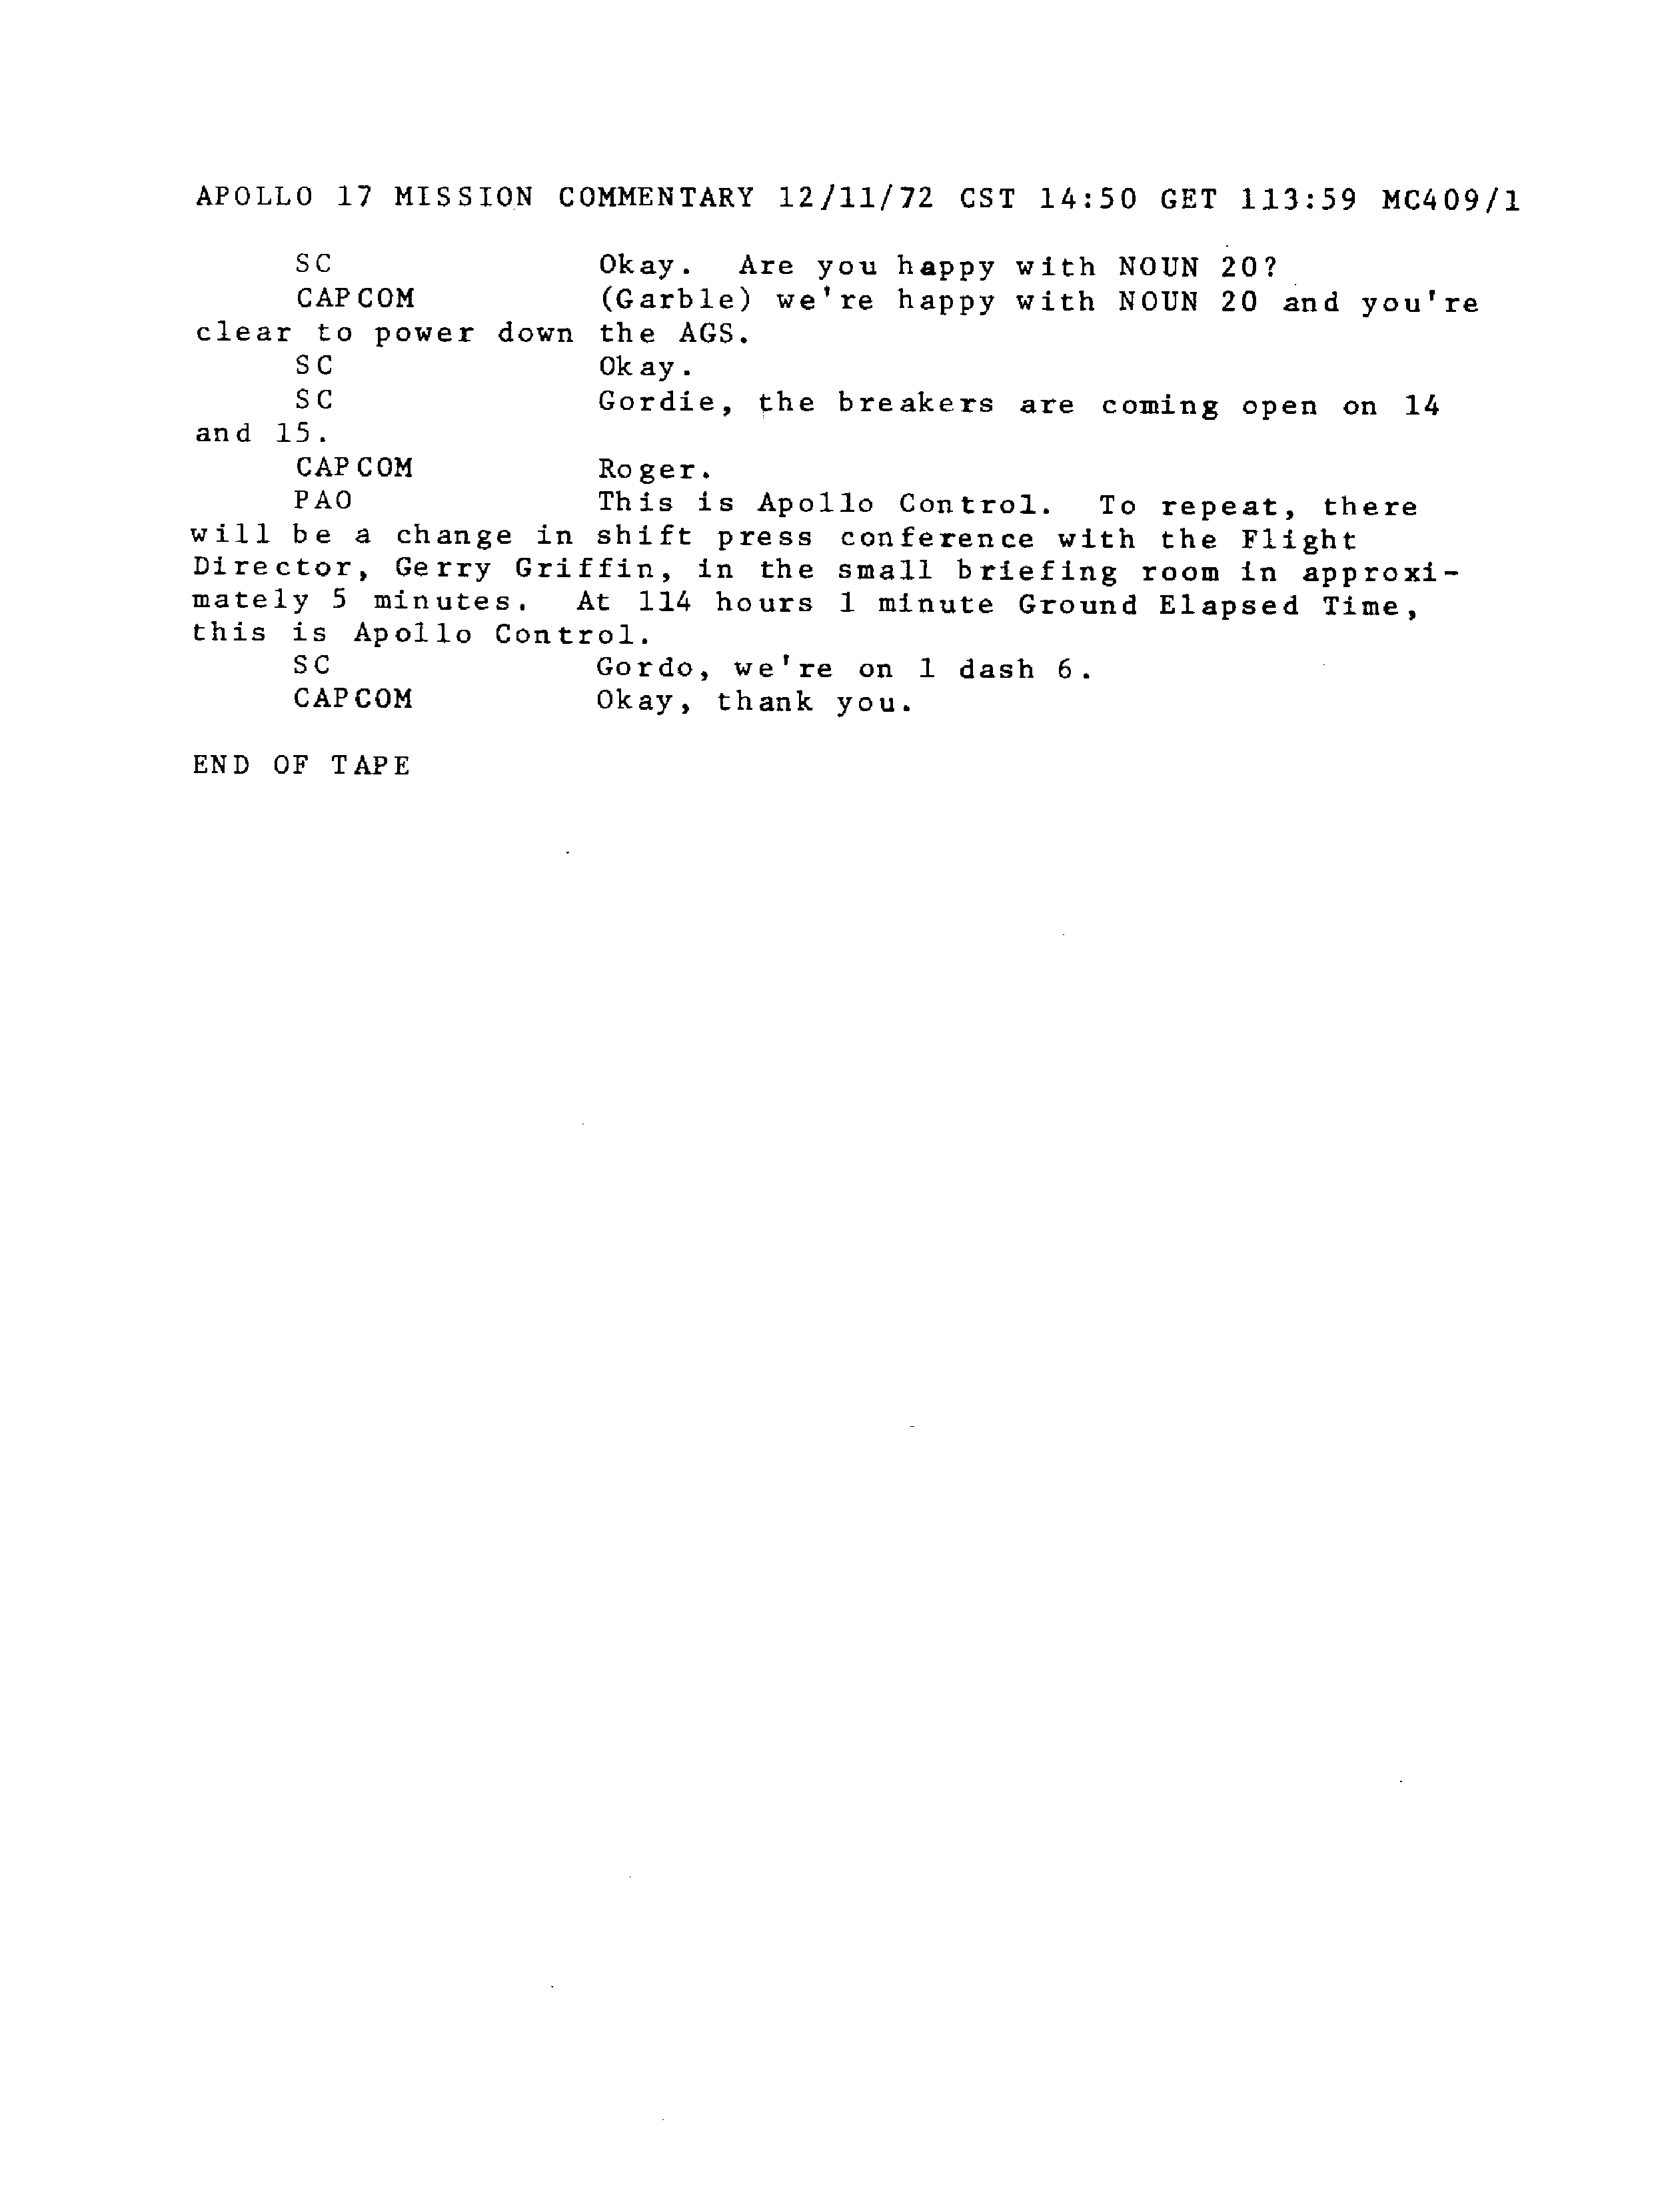 APOLLO 17 MISSION COMMENTARY 12/11/72 CST 14:50 GET 113:59 MC409/1
SC Okay. Are you happy with NOUN 20?
CAPCOM (Garble) we're happy with NOUN 20 and you're
clear to power down the AGS.
SC Okay.
SC Gordie, the breakers are coming open on 14
and 15.
CAPCOM Roger.
PAO This is Apollo Control. To repeat, there
will be a change in shift press conference with the Flight
Director, Gerry Griffin, in the small briefing room in approxi-
mately 5 minutes. At 114 hours 1 minute Ground Elapsed Time,
this is Apollo Control.
SC Gordo, we're on 1 dash 6.
CAPCOM Okay, thank you.
END OF TAPE